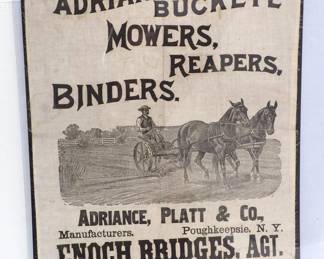 ADRIANCE
BUCKEYE
MOWERS,
REAPERS,
BINDERS.
ADRIANCE, PLATT & Co.,
Manufacturers. Poughkeepsie, N. Y.
ENOCH BRIDGES, AGT.